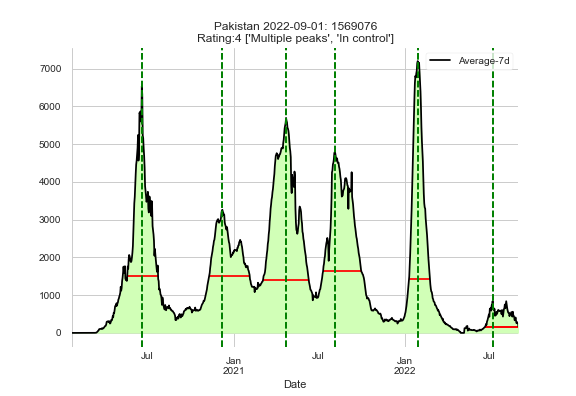 Pakistan 2022-09-01: 1569076
Rating:4 ['Multiple peaks', 'In control']
Average-7d
7000
6000
5000
4000
3000
2000
1000
0
Jul
Jan
2021
Jul
Jan
2022
Jul
Date